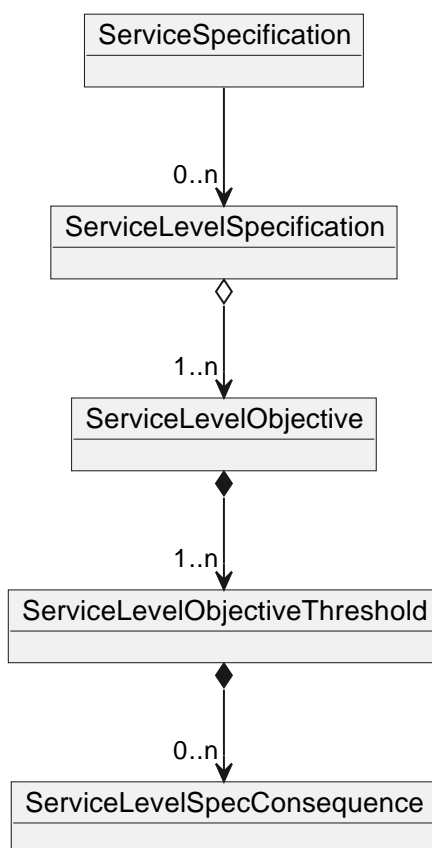 ServiceSpecification
0..n
ServiceLevelSpecification
1..n
ServiceLevelObjective
1..n
ServiceLevelObjectiveThreshold
0..n
ServiceLevelSpecConsequence